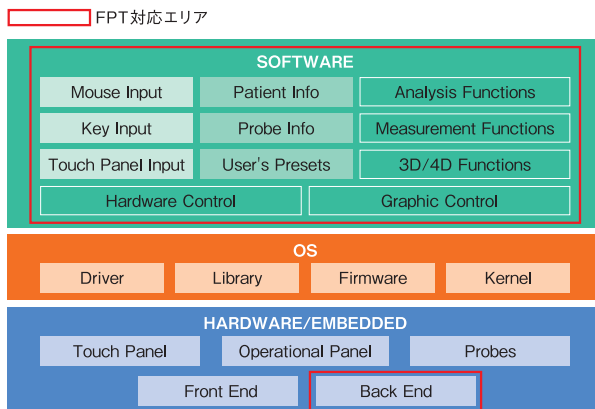 FPT対応エリア
SOFTWARE
Mouse Input Patient Info Analysis Functions
Key Input Probe Info Measurement Functions
Touch Panel Input User's Presets 3D/4D Functions
Hardware Control Graphic Control
OS
Driver Library Firmware Kernel
HARDWARE/EMBEDDED
Touch Panel Operational Panel Probes
Front End Back End